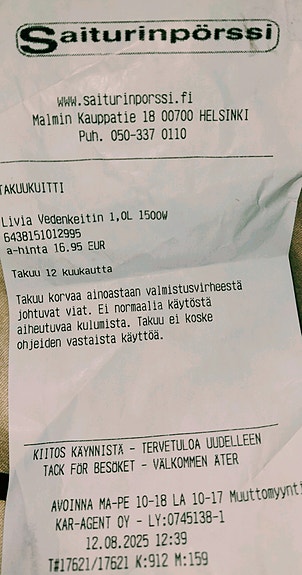 Saiturinpörssi
www.saiturinporssi.fi
Malmin Kauppatie 18 00700 HELSINKI
Puh. 050-337 0110
TAKUUKUITTI
Livia Vedenkeitin 1,0L 1500W
6438151012995
a-hinta 16.95 EUR
Takuu 12 kuukautta
Takuu korvaa ainoastaan valmistusvirheestä
johtuvat viat. Ei normaalia käytöstä
aiheutuvaa kulumista. Takuu ei koske
ohjeiden vastaista käyttöä.
KIITOS KÄYNNISTÄ - TERVETULOA UUDELLEEN
TACK FÖR BESÖKET - VÄLKOMMEN ÅTER
AVOINNA MA-PE 10-18 LA 10-17 Muuttomyynti
KAR-AGENT OY - LY:0745138-1
12.08.2025 12:39
T#17621/17621 K:912 M:159